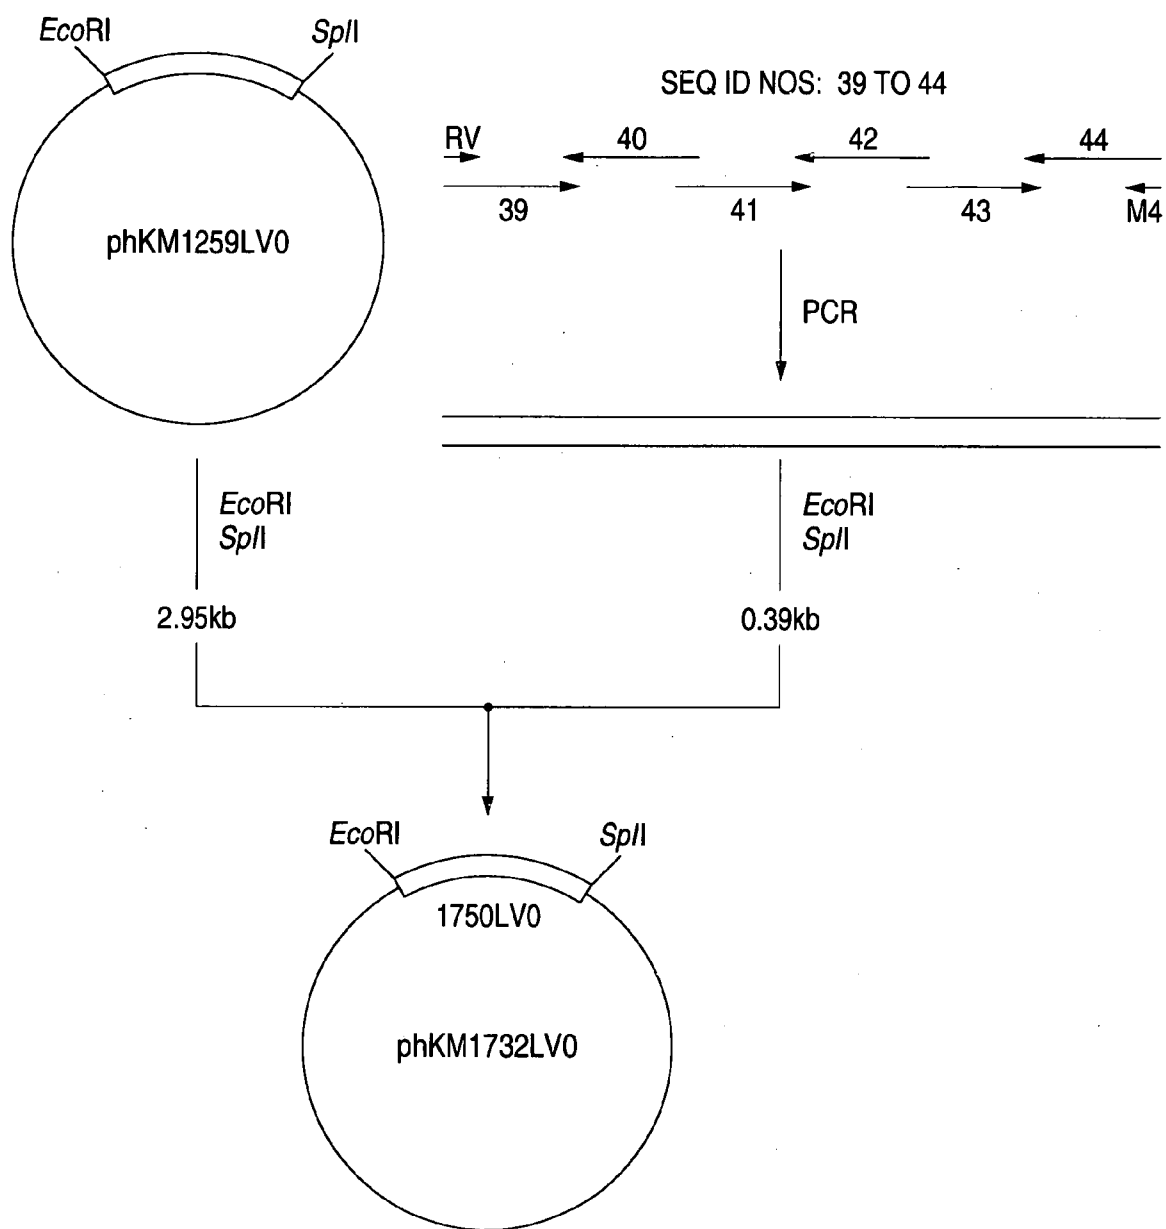 EcoRI
SplI
phKM1259LV0
SEQ ID NOS: 39 TO 44
RV
40
42
44
39
41
43
M4
PCR
EcoRI
SplI
EcoRI
SplI
2.95kb
0.39kb
EcoRI
SplI
1750LV0
phKM1732LV0